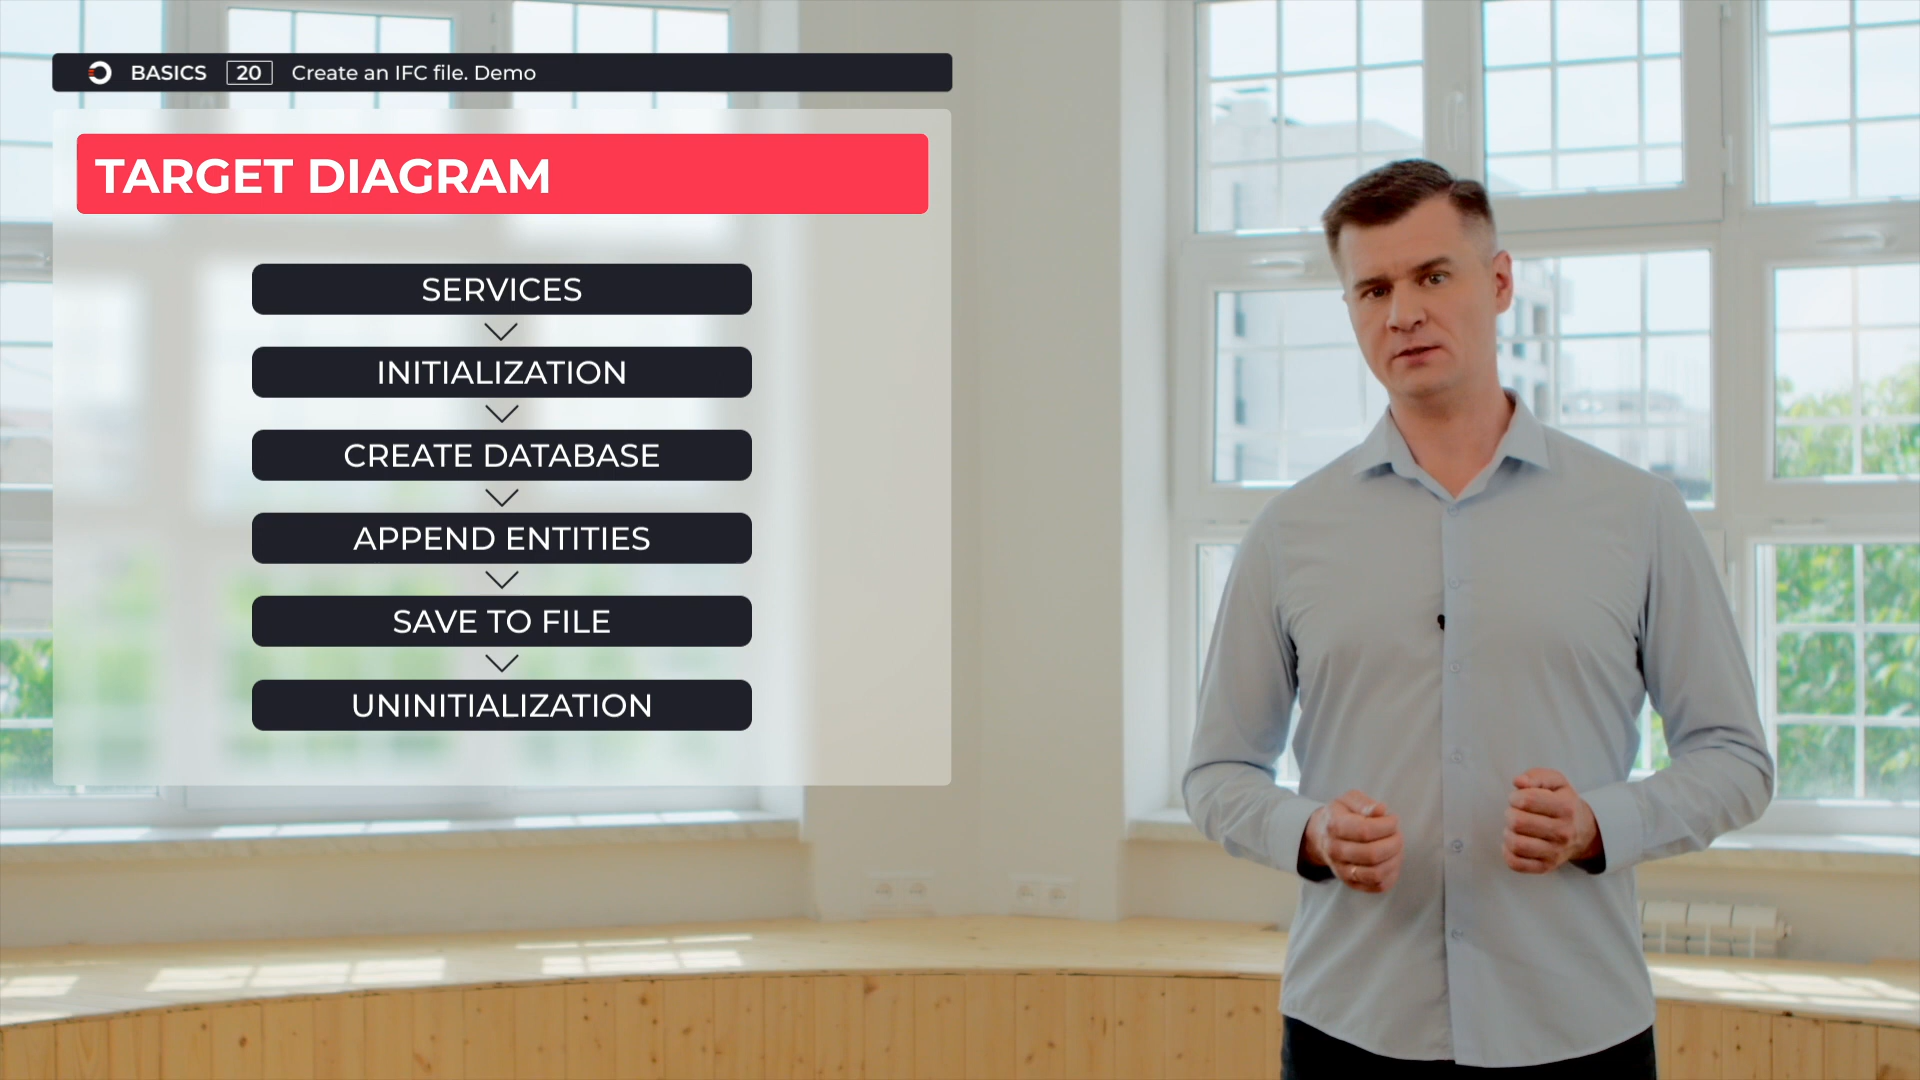 BASICS 20 Create an IFC file. Demo
TARGET DIAGRAM
SERVICES
INITIALIZATION
CREATE DATABASE
APPEND ENTITIES
SAVE TO FILE
UNINITIALIZATION